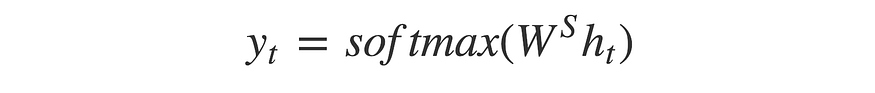 y_t = softmax(W^S h_t)